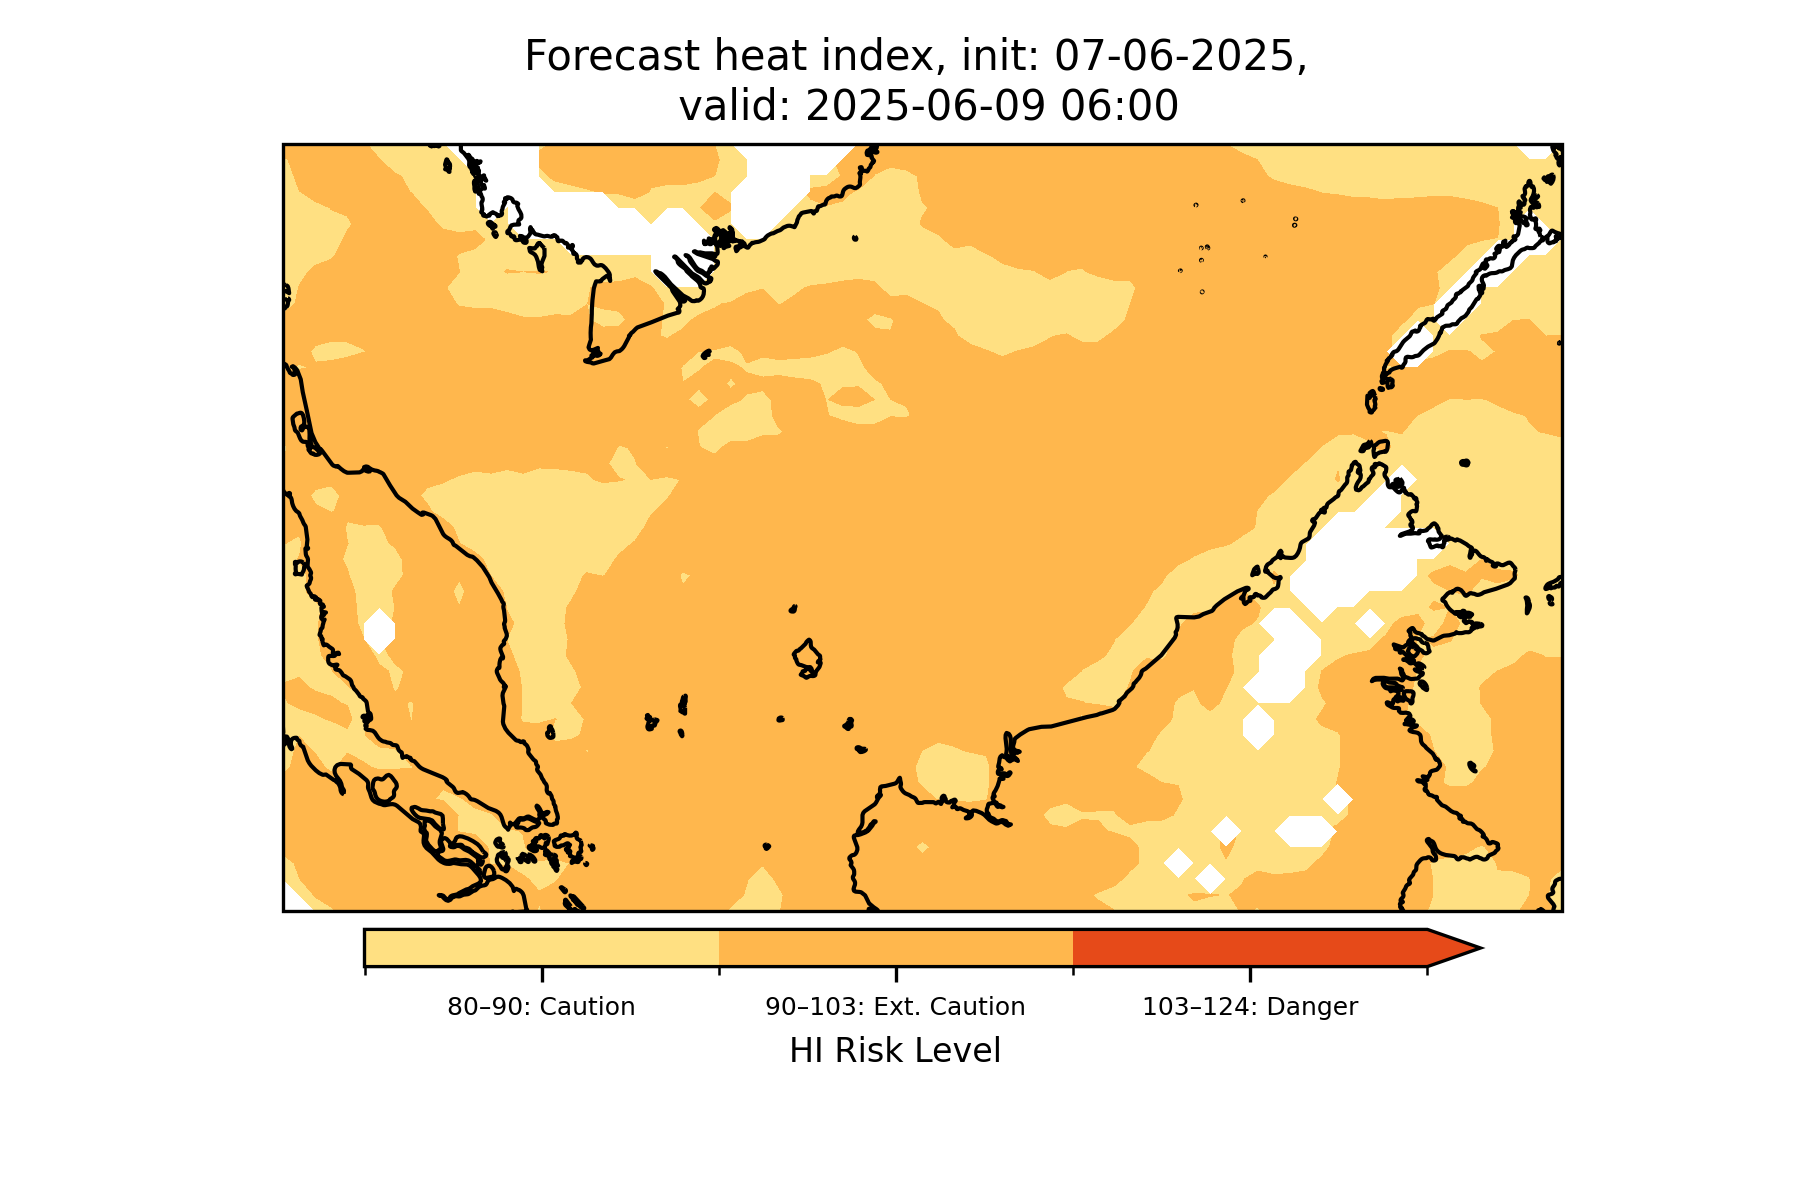 Forecast heat index, init: 07-06-2025,
valid: 2025-06-09 06:00
80–90: Caution
90–103: Ext. Caution
103–124: Danger
HI Risk Level